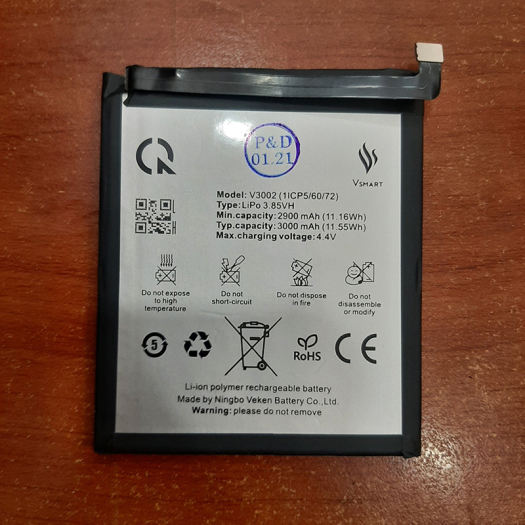 P&D
01.21
VSMART
Model: V3002 (1ICP5/60/72)
Type: LiPo 3.85VH
Min.capacity: 2900 mAh (11.16Wh)
Typ.capacity: 3000 mAh (11.55Wh)
Max.charging voltage: 4.4V
Do not expose
to high
temperature
Do not
short-circuit
Do not dispose
in fire
Do not
disassemble
or modify
5
RoHS
CE
Li-ion polymer rechargeable battery
Made by Ningbo Veken Battery Co.,Ltd.
Warning: please do not remove